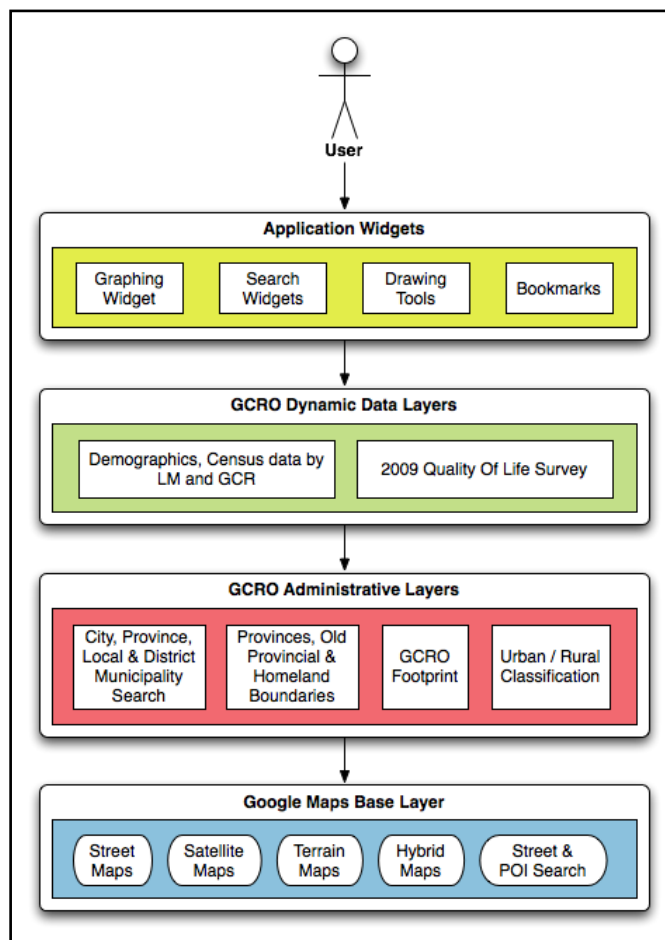 User
Application Widgets
Graphing
Widget
Search
Widgets
Drawing
Tools
Bookmarks
GCRO Dynamic Data Layers
Demographics, Census data by
LM and GCR
2009 Quality Of Life Survey
GCRO Administrative Layers
City, Province,
Local & District
Municipality
Search
Provinces, Old
Provincial &
Homeland
Boundaries
GCRO
Footprint
Urban / Rural
Classification
Google Maps Base Layer
Street
Maps
Satellite
Maps
Terrain
Maps
Hybrid
Maps
Street &
POI Search